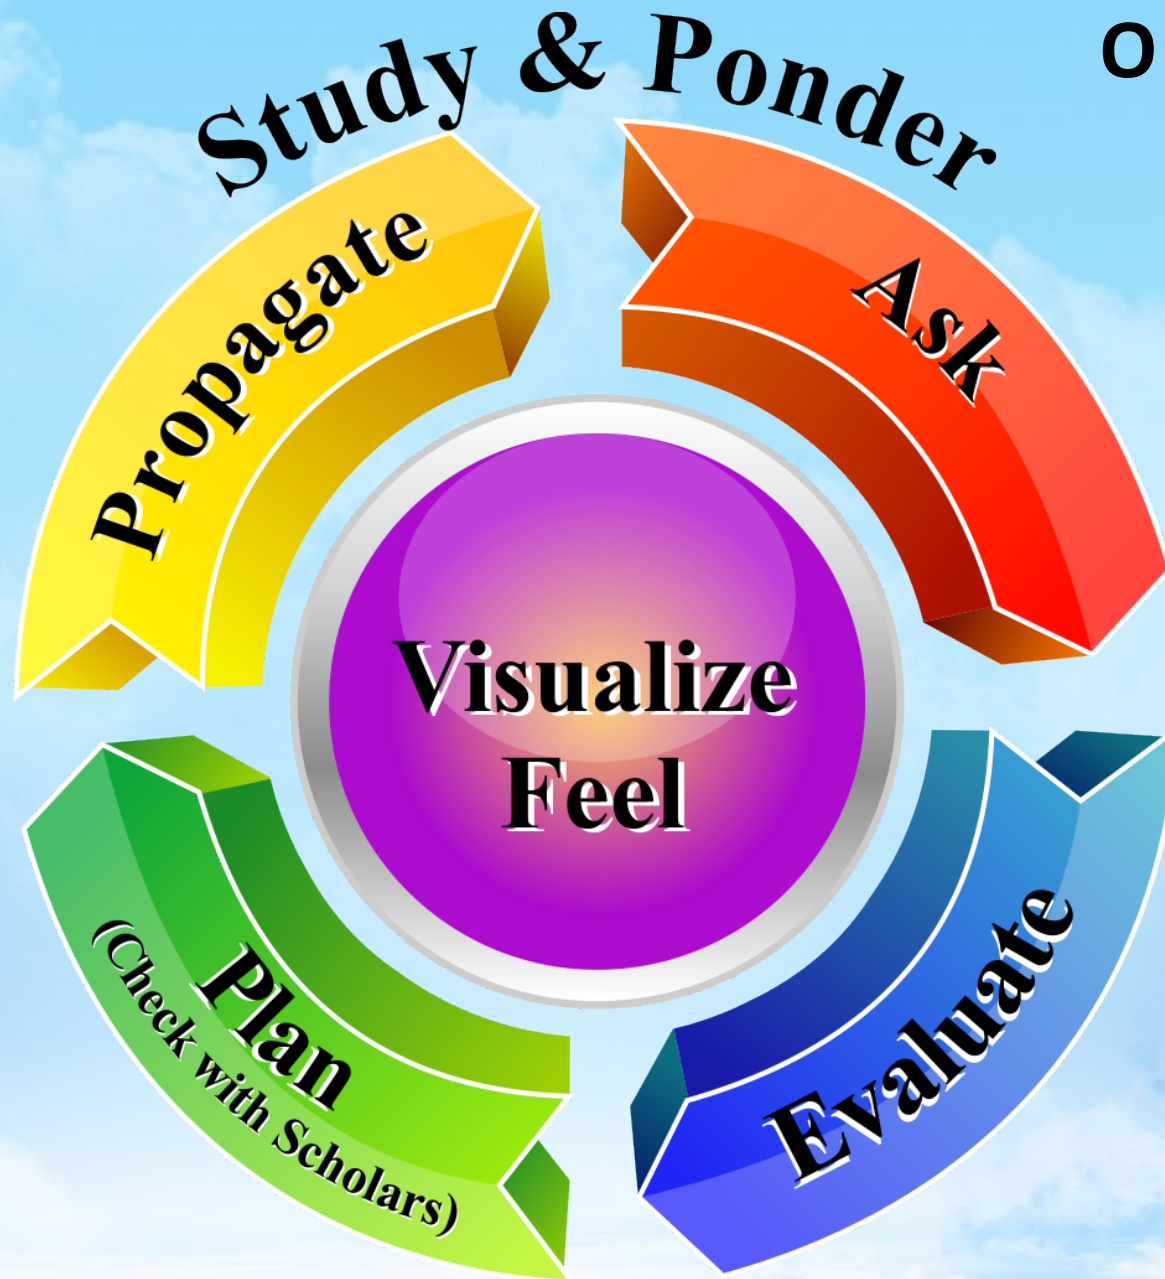 Study & Ponder
O
Propagate
Ask
Visualize
Feel
Plan
(Check with Scholars)
Evaluate